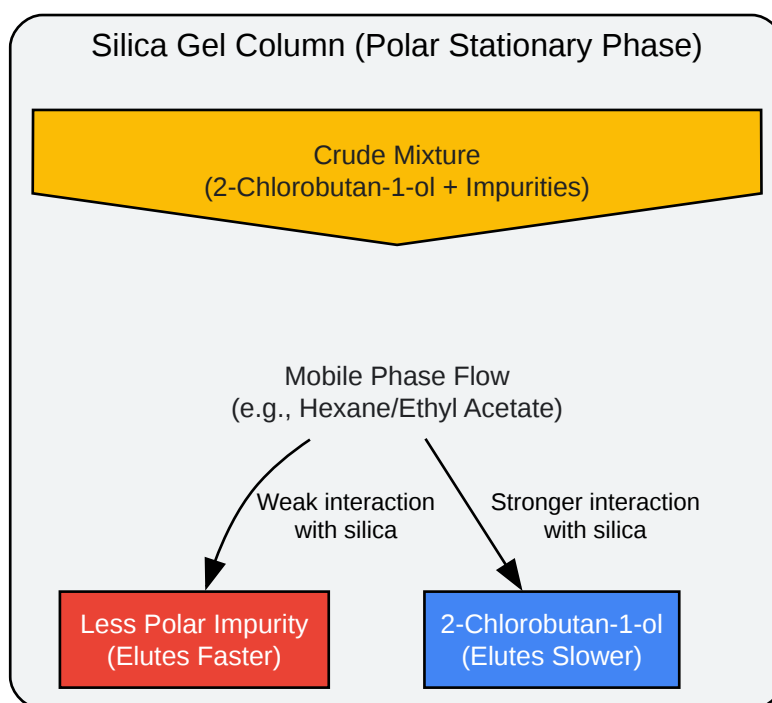 Silica Gel Column (Polar Stationary Phase)
Crude Mixture
(2-Chlorobutan-1-ol + Impurities)
Mobile Phase Flow
(e.g., Hexane/Ethyl Acetate)
Weak interaction
with silica
Stronger interaction
with silica
Less Polar Impurity
(Elutes Faster)
2-Chlorobutan-1-ol
(Elutes Slower)